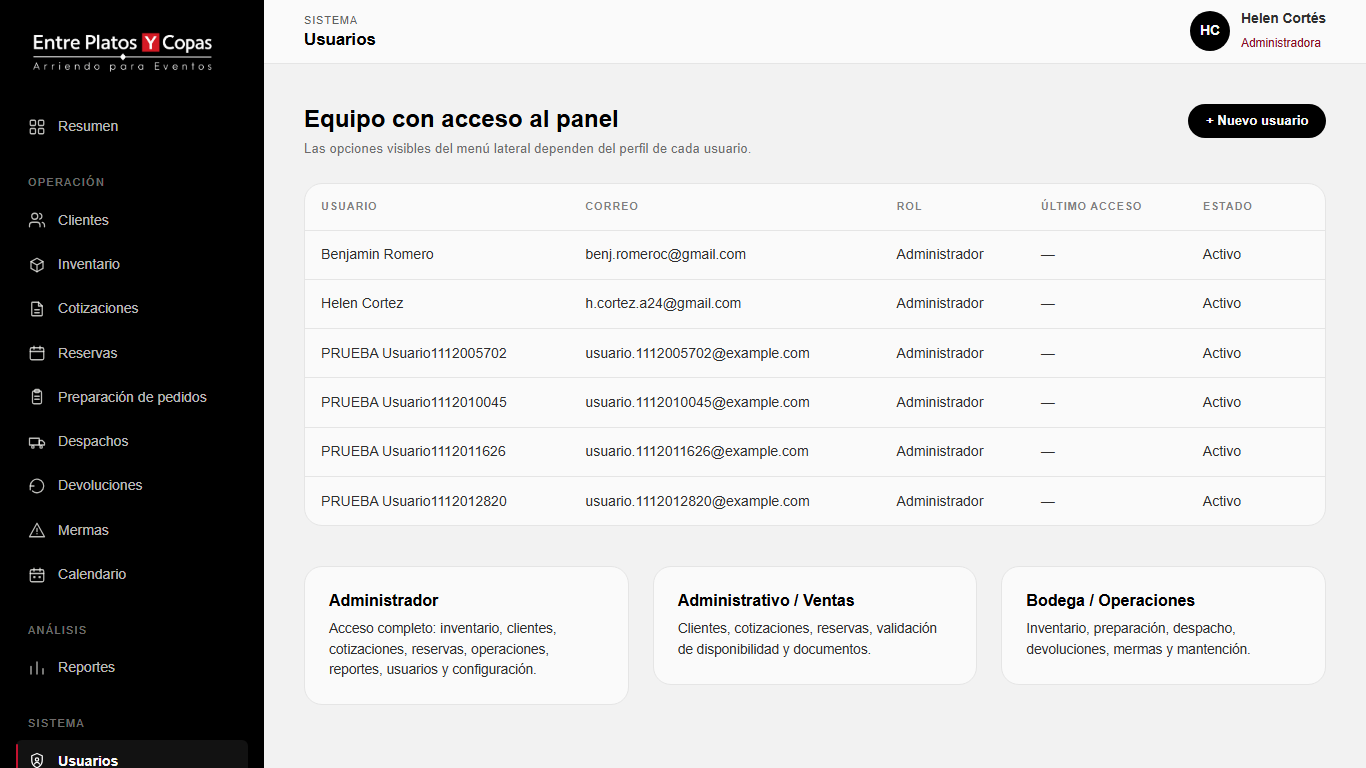 Entre Platos Y Copas
Arriendo para Eventos
Resumen
OPERACIÓN
Clientes
Inventario
Cotizaciones
Reservas
Preparación de pedidos
Despachos
Devoluciones
Mermas
Calendario
ANÁLISIS
Reportes
SISTEMA
Usuarios
SISTEMA
Usuarios
HC
Helen Cortés
Administradora
Equipo con acceso al panel
Las opciones visibles del menú lateral dependen del perfil de cada usuario.
+ Nuevo usuario
USUARIO CORREO ROL ÚLTIMO ACCESO ESTADO
Benjamin Romero benj.romeroc@gmail.com Administrador — Activo
Helen Cortez h.cortez.a24@gmail.com Administrador — Activo
PRUEBA Usuario1112005702 usuario.1112005702@example.com Administrador — Activo
PRUEBA Usuario1112010045 usuario.1112010045@example.com Administrador — Activo
PRUEBA Usuario1112011626 usuario.1112011626@example.com Administrador — Activo
PRUEBA Usuario1112012820 usuario.1112012820@example.com Administrador — Activo
Administrador
Acceso completo: inventario, clientes,
cotizaciones, reservas, operaciones,
reportes, usuarios y configuración.
Administrativo / Ventas
Clientes, cotizaciones, reservas, validación
de disponibilidad y documentos.
Bodega / Operaciones
Inventario, preparación, despacho,
devoluciones, mermas y mantención.